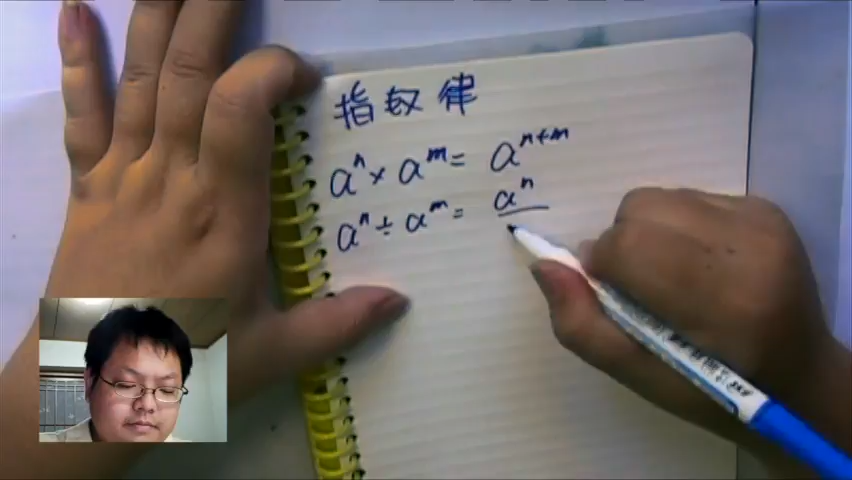 指数律
aⁿ × aᵐ = aⁿ⁺ᵐ
aⁿ ÷ aᵐ = aⁿ/